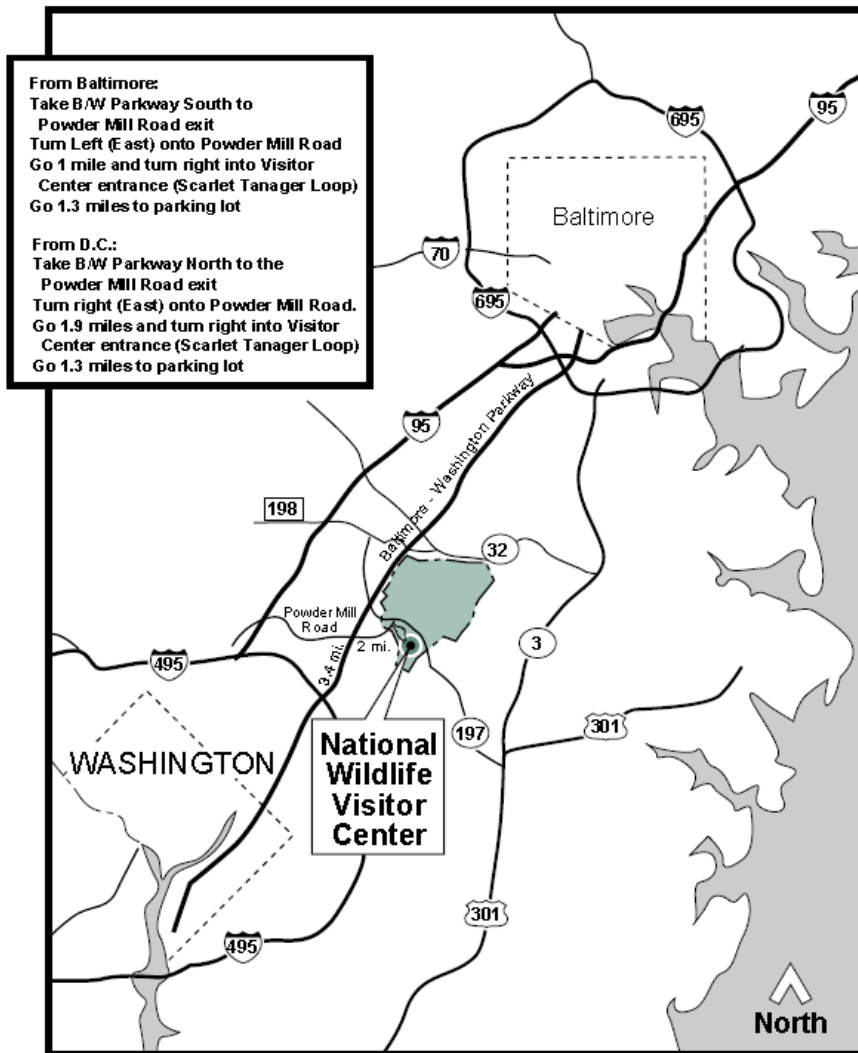 From Baltimore:
Take B/W Parkway South to
Powder Mill Road exit
Turn Left (East) onto Powder Mill Road
Go 1 mile and turn right into Visitor
Center entrance (Scarlet Tanager Loop)
Go 1.3 miles to parking lot
From D.C.:
Take B/W Parkway North to the
Powder Mill Road exit
Turn right (East) onto Powder Mill Road.
Go 1.9 miles and turn right into Visitor
Center entrance (Scarlet Tanager Loop)
Go 1.3 miles to parking lot
695
95
Baltimore
70
695
95
Baltimore - Washington Parkway
198
32
Powder Mill
Road
2 mi.
3.4 mi.
3
495
301
197
WASHINGTON
National
Wildlife
Visitor
Center
301
495
North